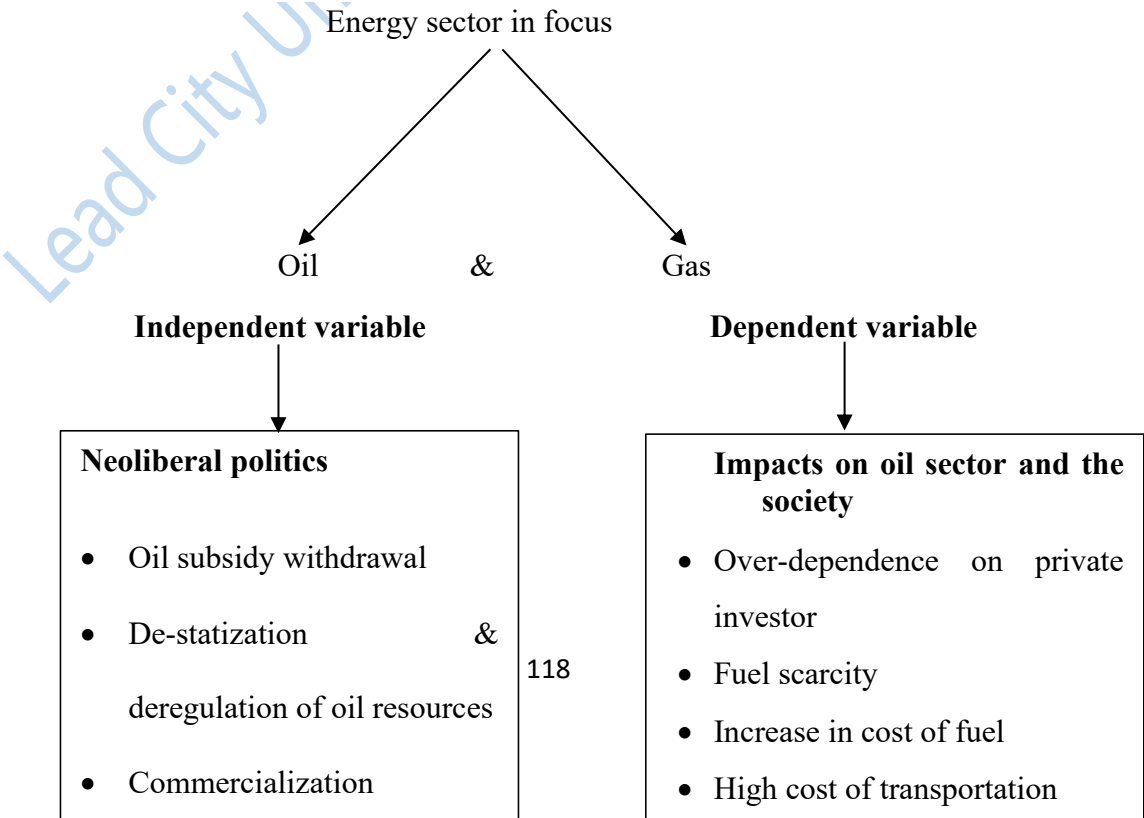 Lead City Un
Energy sector in focus
Oil & Gas
Independent variable
Neoliberal politics
• Oil subsidy withdrawal
• De-statization &
deregulation of oil resources
• Commercialization
118
Dependent variable
Impacts on oil sector and the
society
• Over-dependence on private
investor
• Fuel scarcity
• Increase in cost of fuel
• High cost of transportation